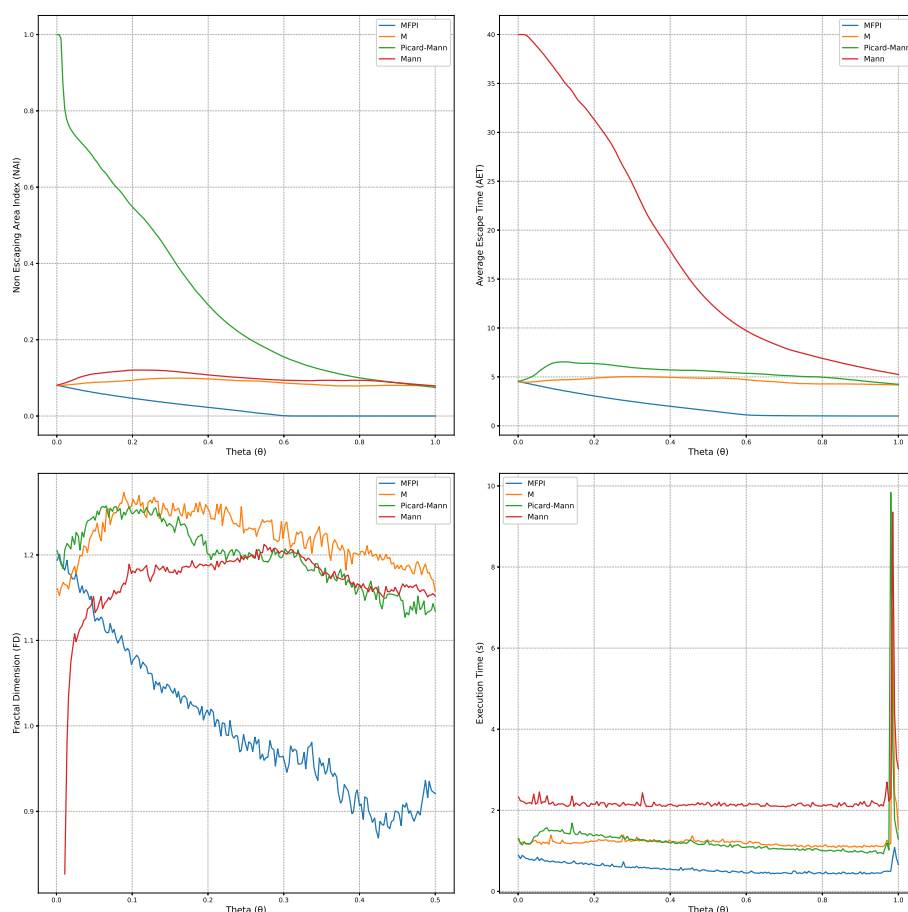 MFPI
M
Picard-Mann
Mann
1.0
0.8
0.6
0.4
0.2
0.0
Non Escaping Area Index (NAI)
0.0 0.2 0.4 0.6 0.8 1.0
Theta (θ)
MFPI
M
Picard-Mann
Mann
40
35
30
25
20
15
10
5
0
Average Escape Time (AET)
0.0 0.2 0.4 0.6 0.8 1.0
Theta (θ)
MFPI
M
Picard-Mann
Mann
1.2
1.1
1.0
0.9
Fractal Dimension (FD)
0.0 0.1 0.2 0.3 0.4 0.5
Theta (θ)
MFPI
M
Picard-Mann
Mann
10
8
6
4
2
0
Execution Time (s)
0.0 0.2 0.4 0.6 0.8 1.0
Theta (θ)